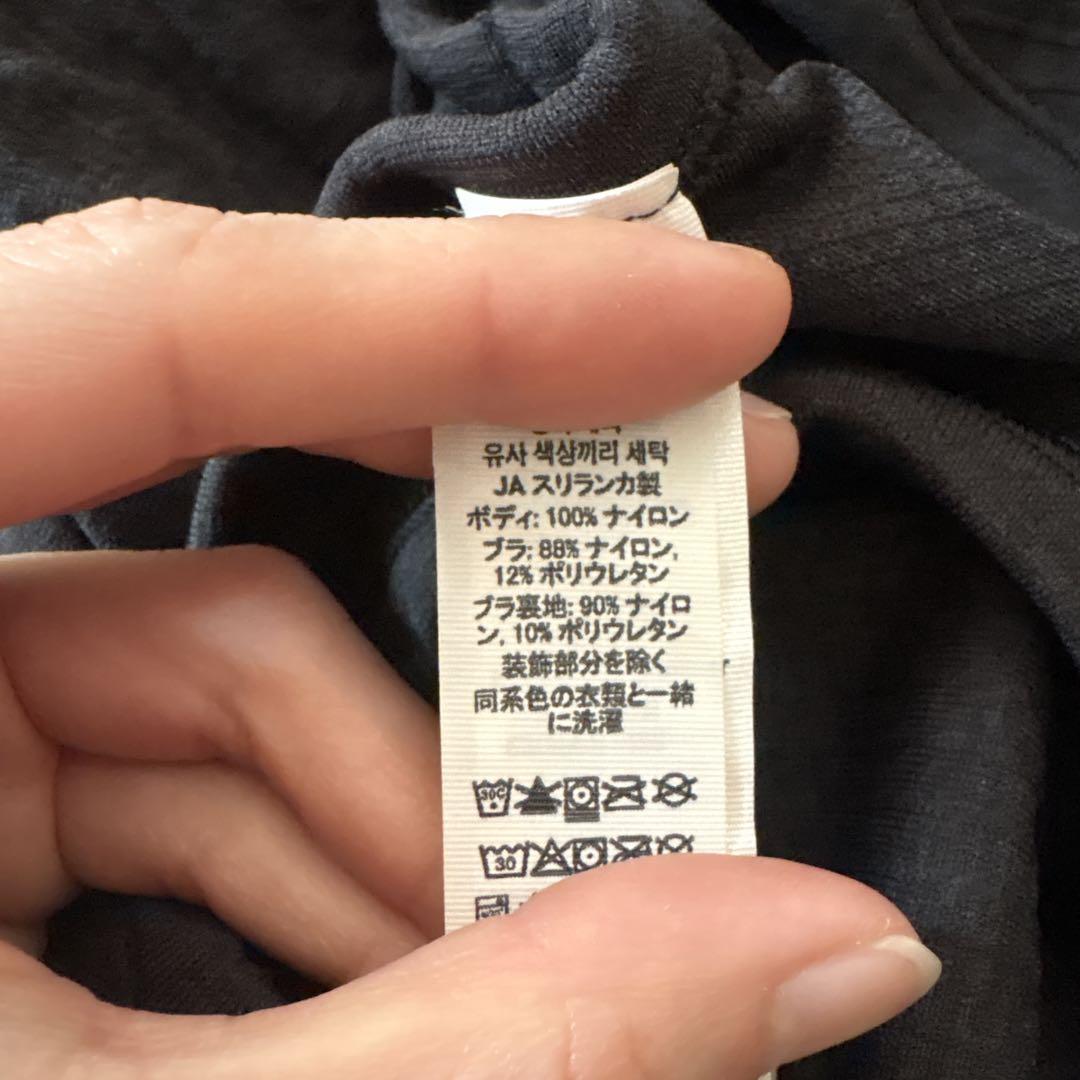 유사 색상끼리 세탁
JA スリランカ製
ボディ: 100% ナイロン
ブラ: 88% ナイロン,
12% ポリウレタン
ブラ裏地: 90% ナイロ
ン, 10% ポリウレタン
装飾部分を除く
同系色の衣類と一緒
に洗濯
30C
30